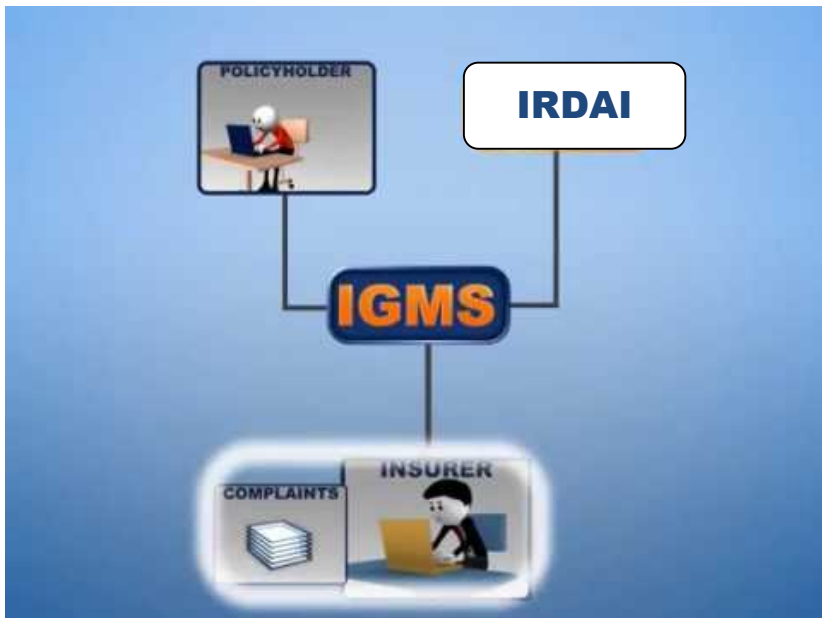 POLICYHOLDER
IRDAI
IGMS
INSURER
COMPLAINTS